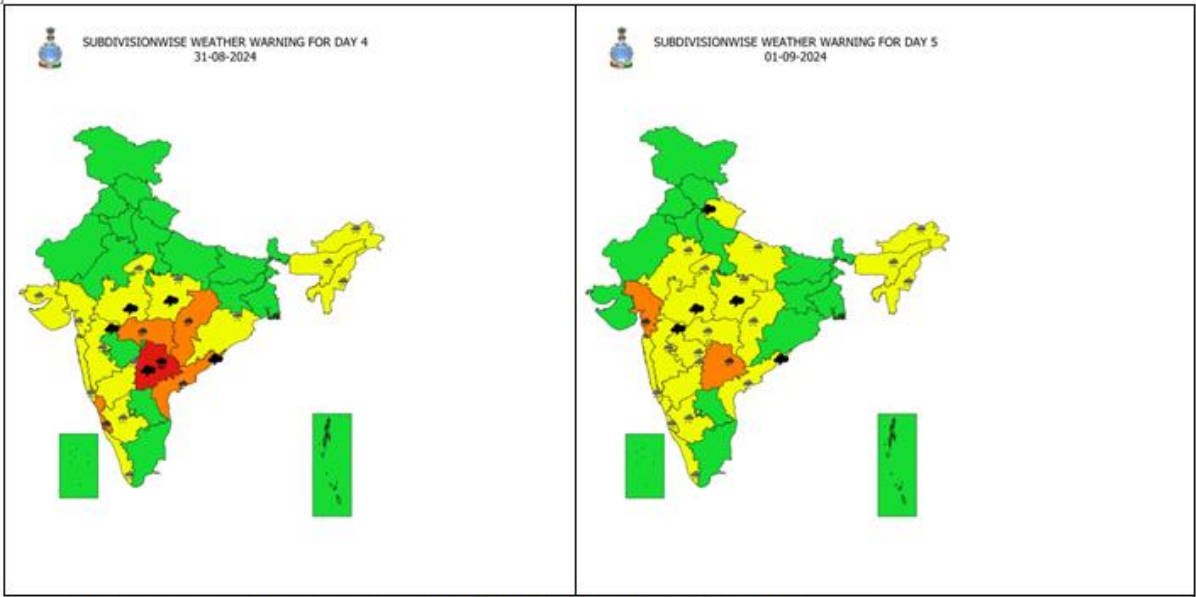 SUBDIVISIONWISE WEATHER WARNING FOR DAY 4
31-08-2024
SUBDIVISIONWISE WEATHER WARNING FOR DAY 5
01-09-2024